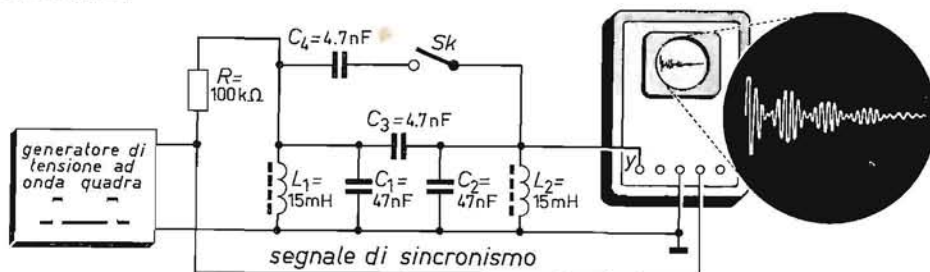 C4=4.7nF
Sk
R=
100kΩ
C3=4.7nF
generatore di
tensione ad
onda quadra
L1=
15mH
C1=
47nF
C2=
47nF
L2=
15mH
y
segnale di sincronismo